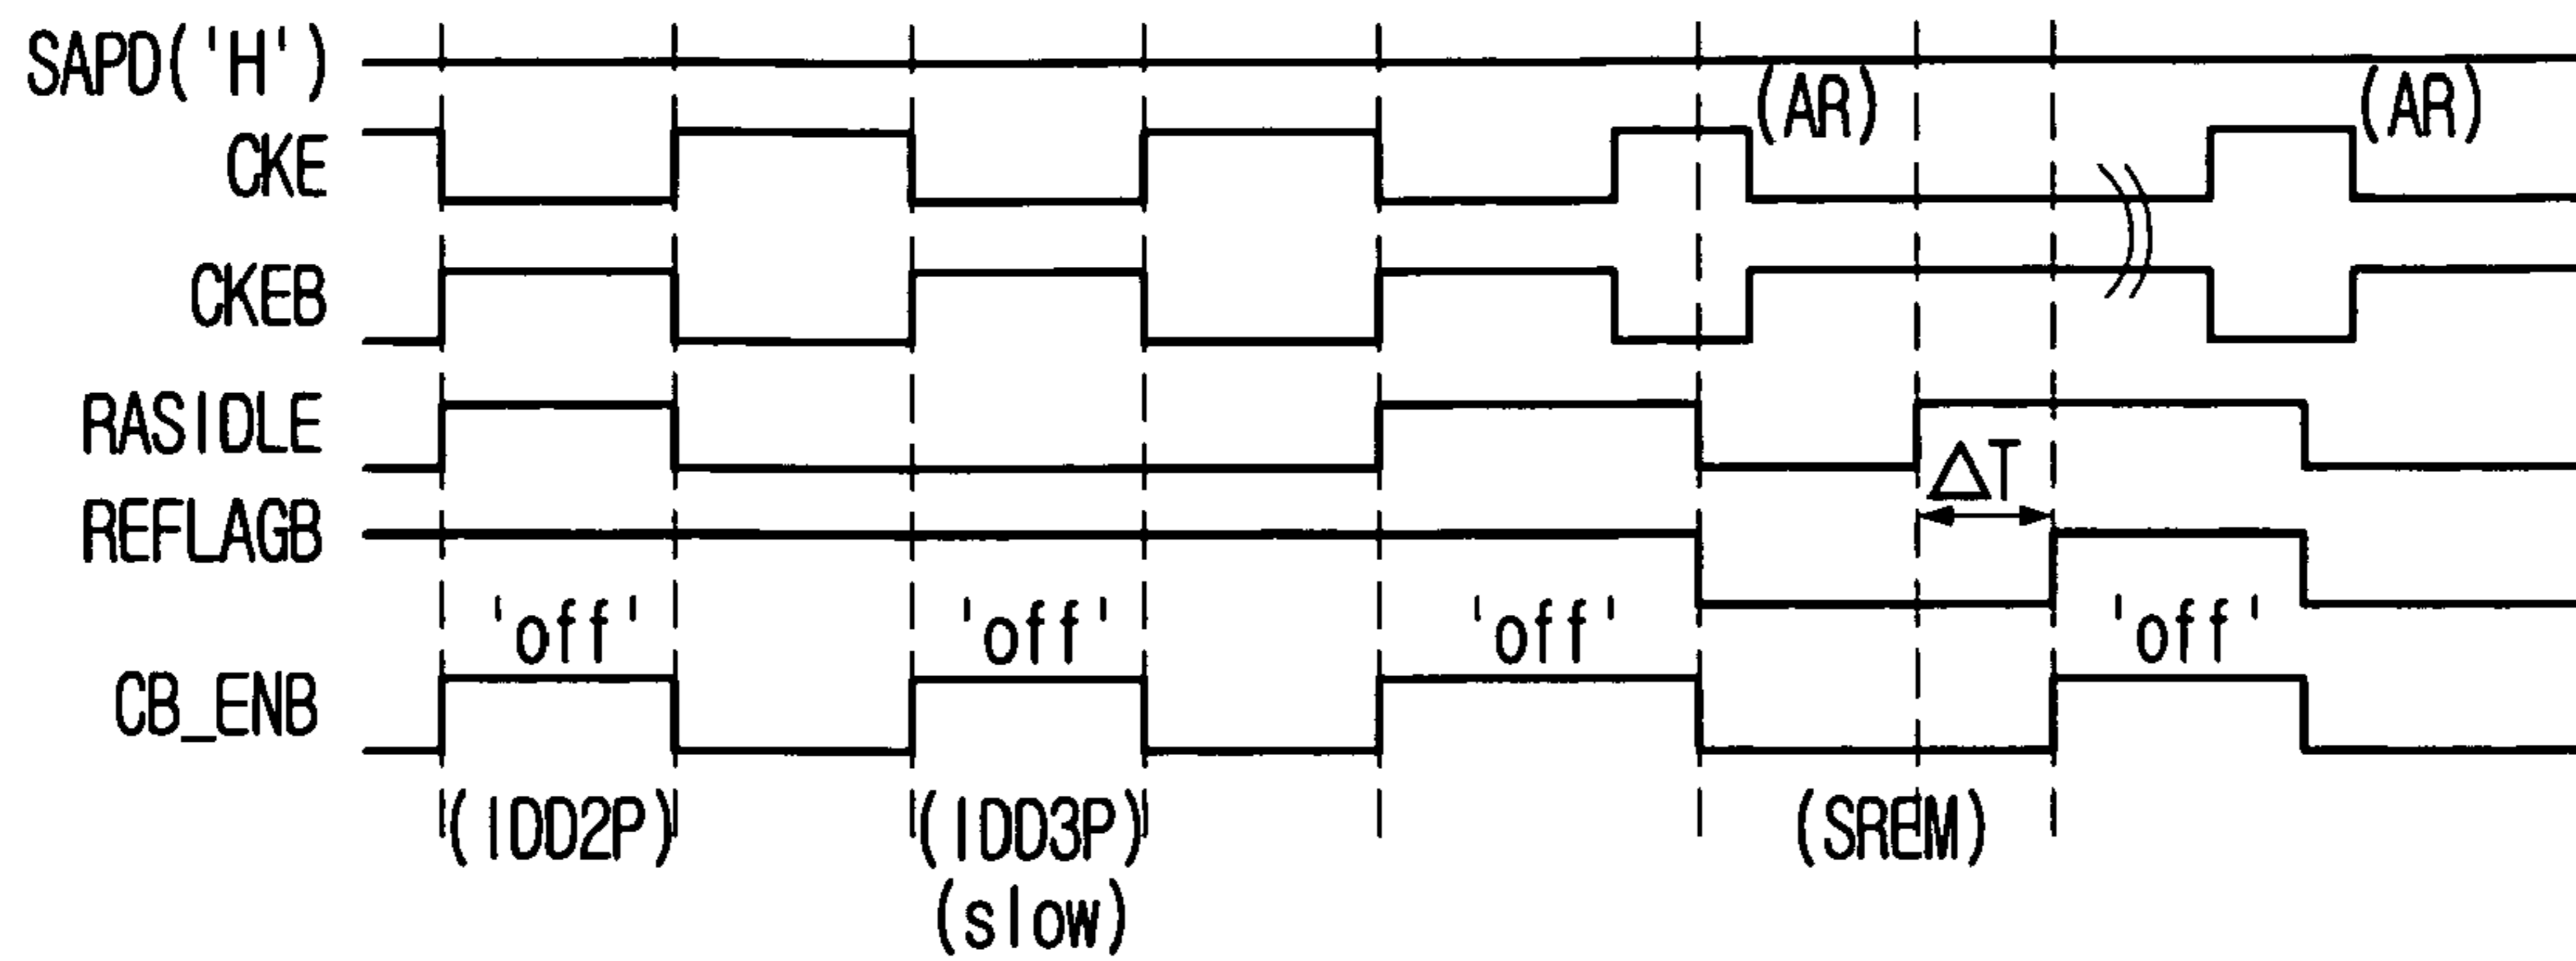 SAPD('H')
(AR)
(AR)
CKE
CKEB
RASIDLE
ΔT
REFLAGB
'off'
'off'
'off'
'off'
CB_ENB
(IDD2P)
(IDD3P)
(SREM)
(slow)